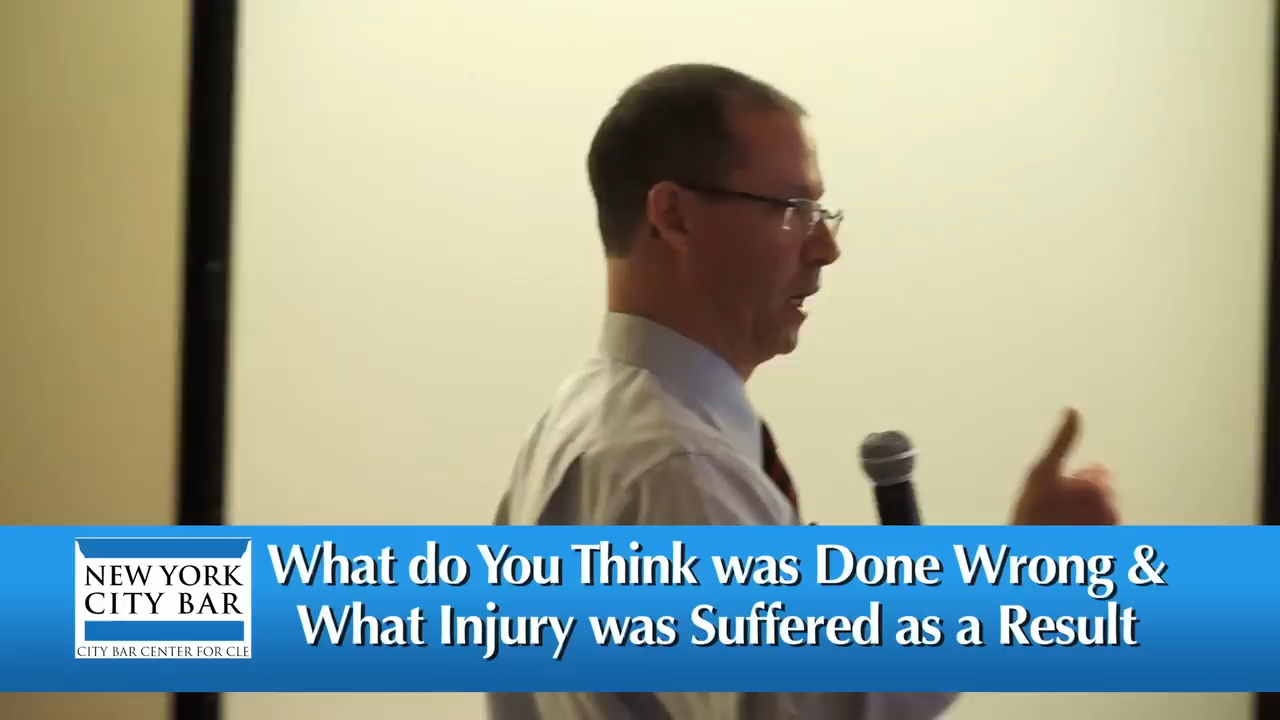 NEW YORK
CITY BAR
CITY BAR CENTER FOR CLE
What do You Think was Done Wrong &
What Injury was Suffered as a Result